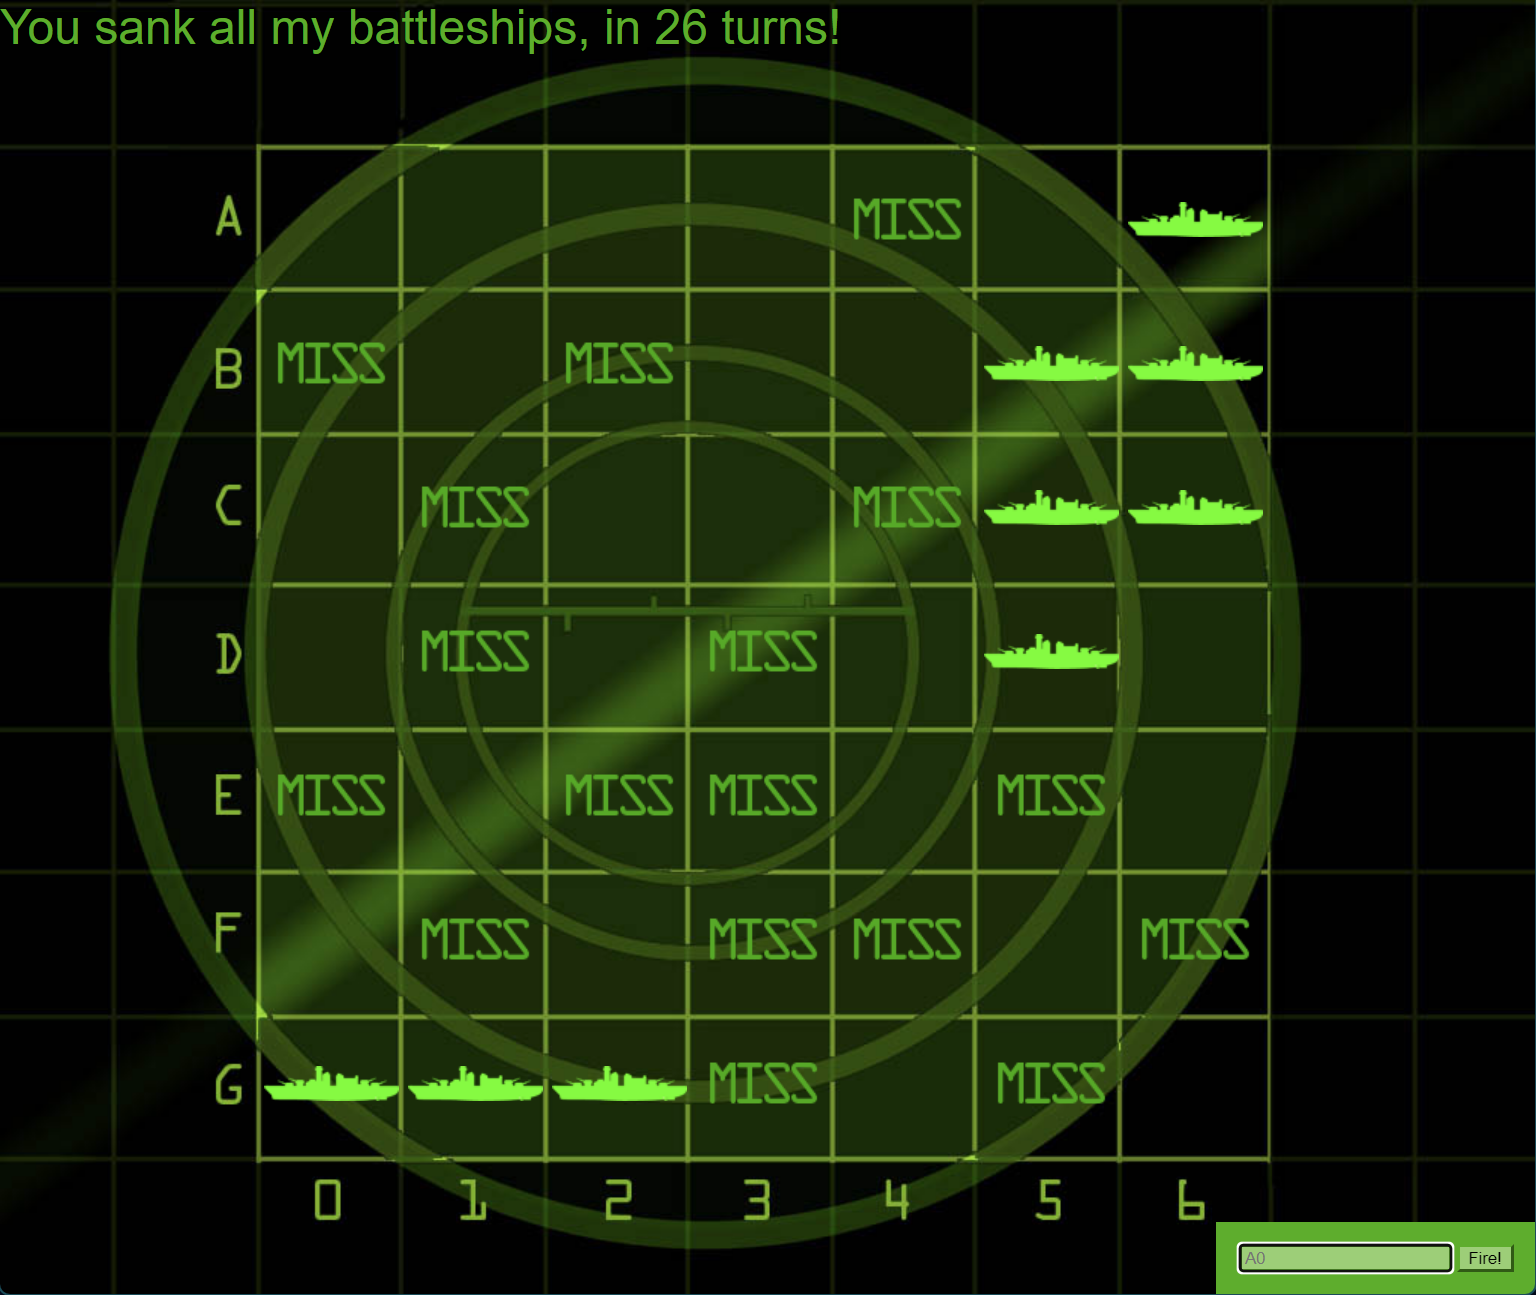 You sank all my battleships, in 26 turns!
A MISS
B MISS MISS
C MISS MISS
D MISS MISS
E MISS MISS MISS MISS
F MISS MISS MISS MISS
G MISS MISS
0 1 2 3 4 5 6
A0 Fire!